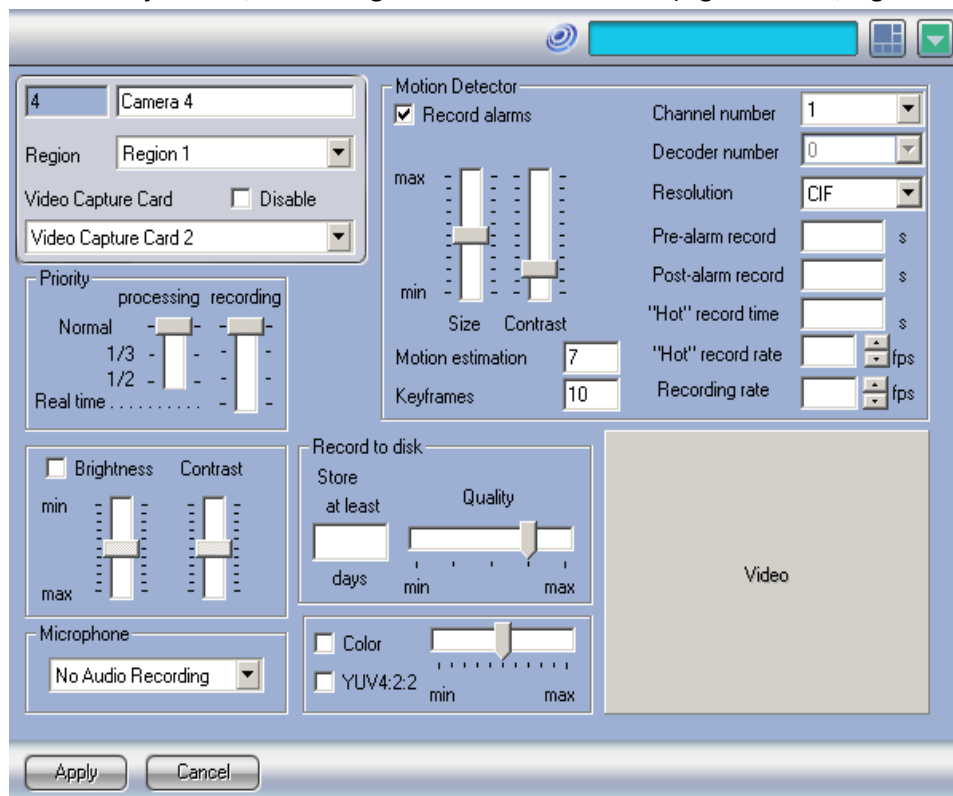 4
Camera 4
Region
Region 1
Video Capture Card
Disable
Video Capture Card 2
Priority
processing recording
Normal
1/3
1/2
Real time..........
Brightness Contrast
min
max
Microphone
No Audio Recording
Motion Detector
Record alarms
max
min
Size Contrast
Motion estimation 7
Keyframes 10
Channel number 1
Decoder number 0
Resolution CIF
Pre-alarm record s
Post-alarm record s
"Hot" record time s
"Hot" record rate fps
Recording rate fps
Record to disk
Store
at least
days
Quality
min max
Color
YUV4:2:2
min max
Video
Apply Cancel